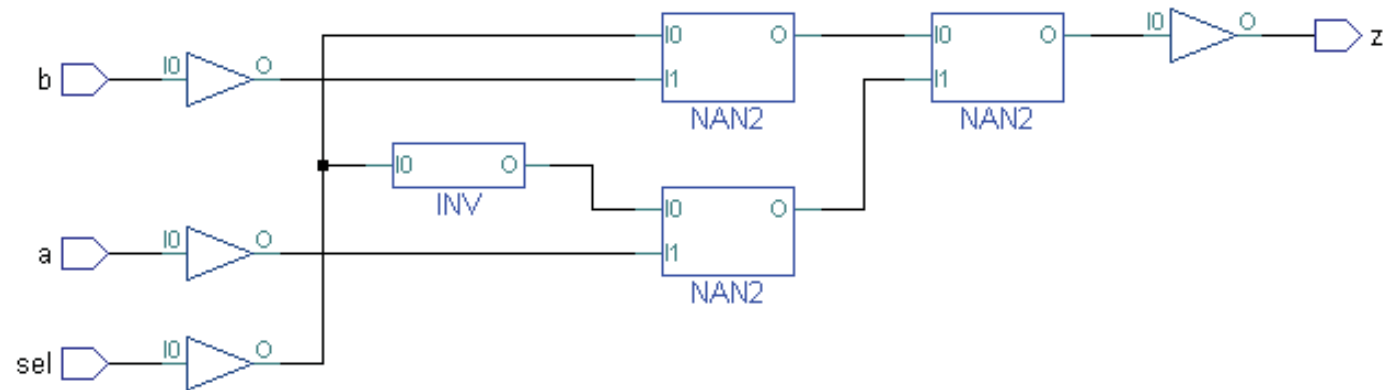 I0 O I0 O I0 O z
b I0 O I1 I1
NAN2 NAN2
I0 O
INV
I0 O
a I0 O I1
NAN2
sel I0 O